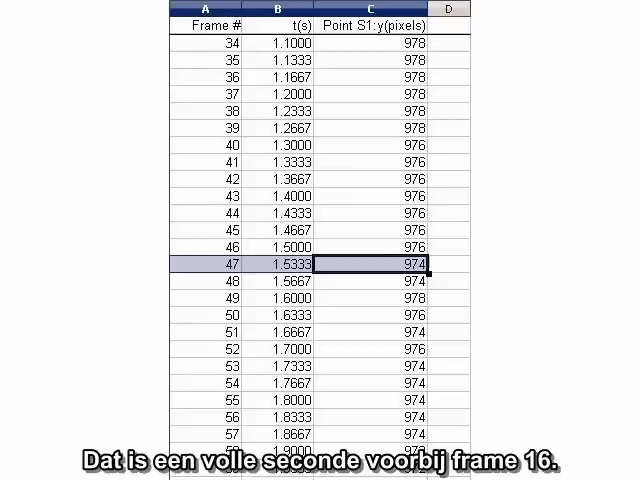 A B C D
Frame # t(s) Point S1:y(pixels)
34 1.1000 978
35 1.1333 978
36 1.1667 978
37 1.2000 978
38 1.2333 978
39 1.2667 978
40 1.3000 976
41 1.3333 976
42 1.3667 976
43 1.4000 976
44 1.4333 976
45 1.4667 976
46 1.5000 976
47 1.5333 974
48 1.5667 974
49 1.6000 978
50 1.6333 976
51 1.6667 974
52 1.7000 976
53 1.7333 974
54 1.7667 974
55 1.8000 974
56 1.8333 974
57 1.8667 974
Dat is een volle seconde voorbij frame 16.